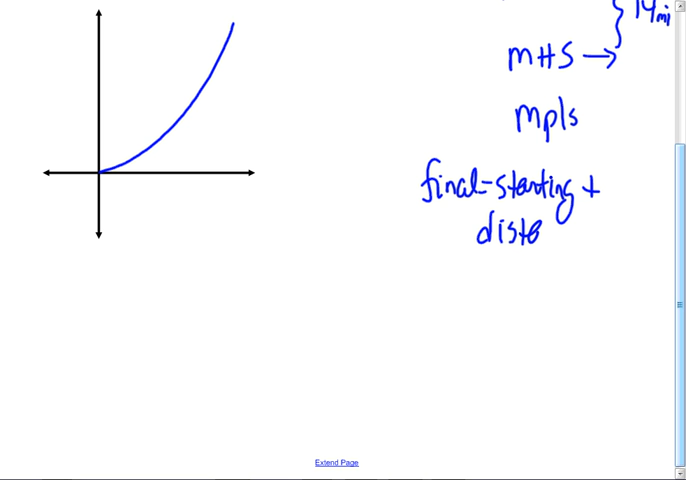 14mi
MHS →
Mpls
final=starting +
dist
Extend Page